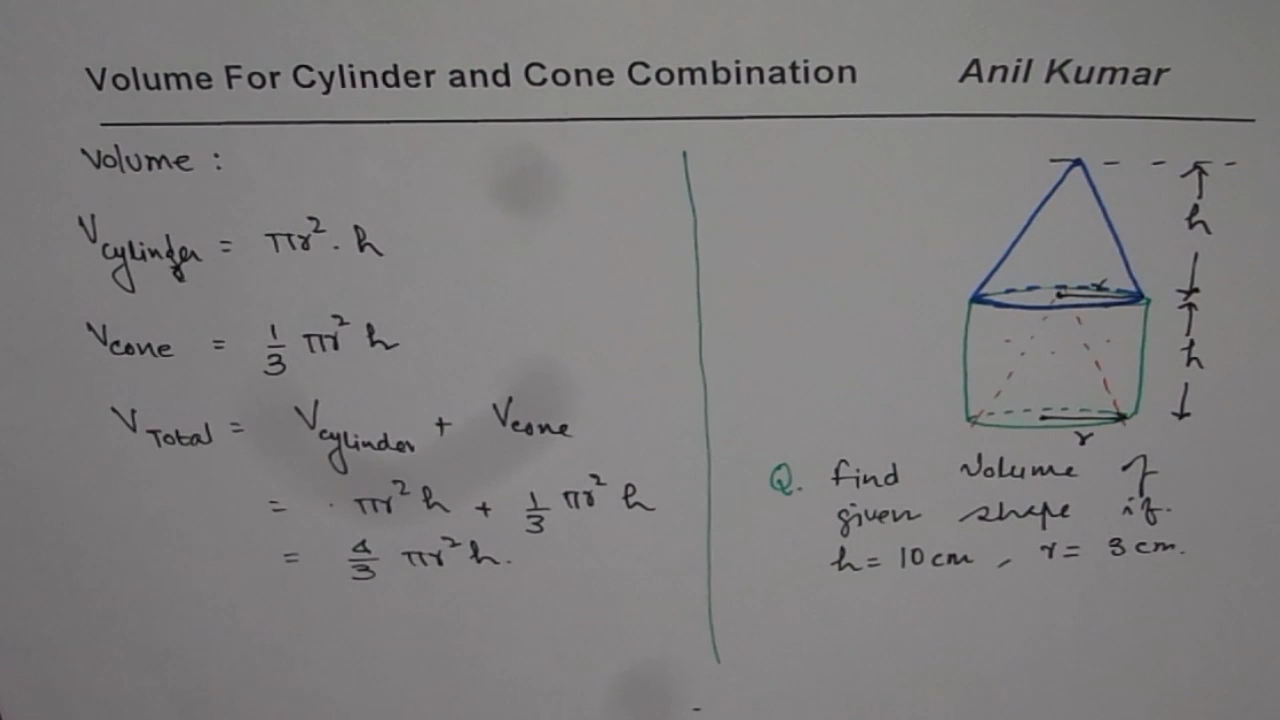 Volume For Cylinder and Cone Combination Anil Kumar
Volume :
Vcylinder = πr². h
Vcone = 1/3 πr² h
VTotal = Vcylinder + Vcone
= πr² h + 1/3 πr² h
= 4/3 πr² h.
h
r
h
r
Q. find Volume of
given shape if.
h = 10 cm , r = 3 cm.